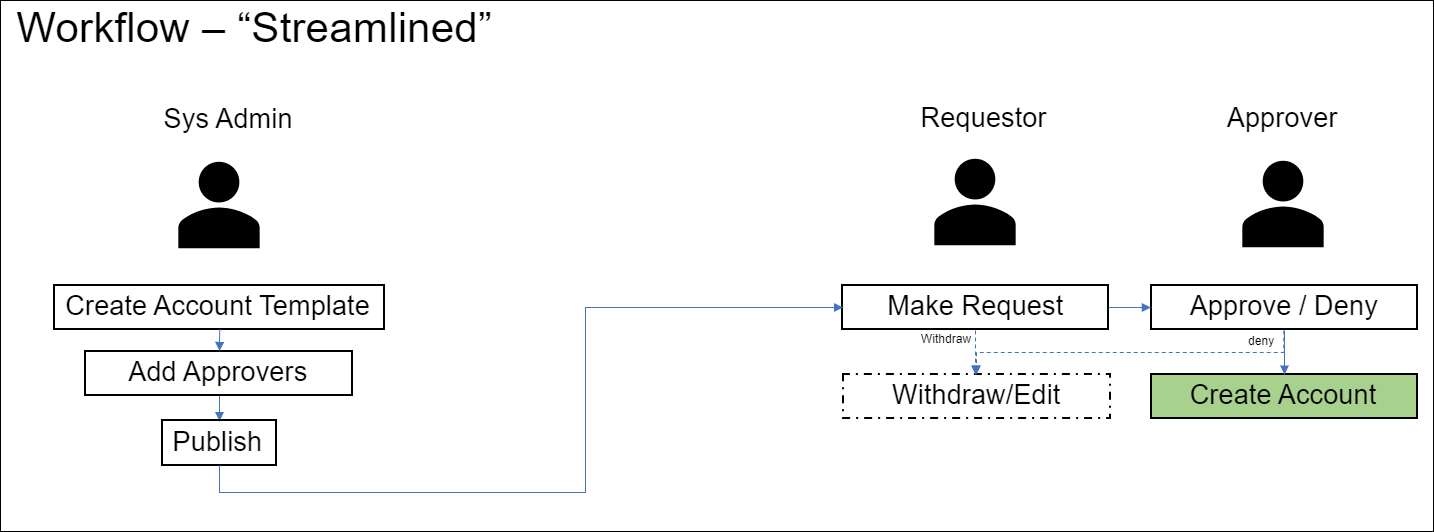 Workflow – “Streamlined”
Sys Admin
Requestor
Approver
Create Account Template
Make Request
Approve / Deny
Withdraw
deny
Add Approvers
Withdraw/Edit
Create Account
Publish